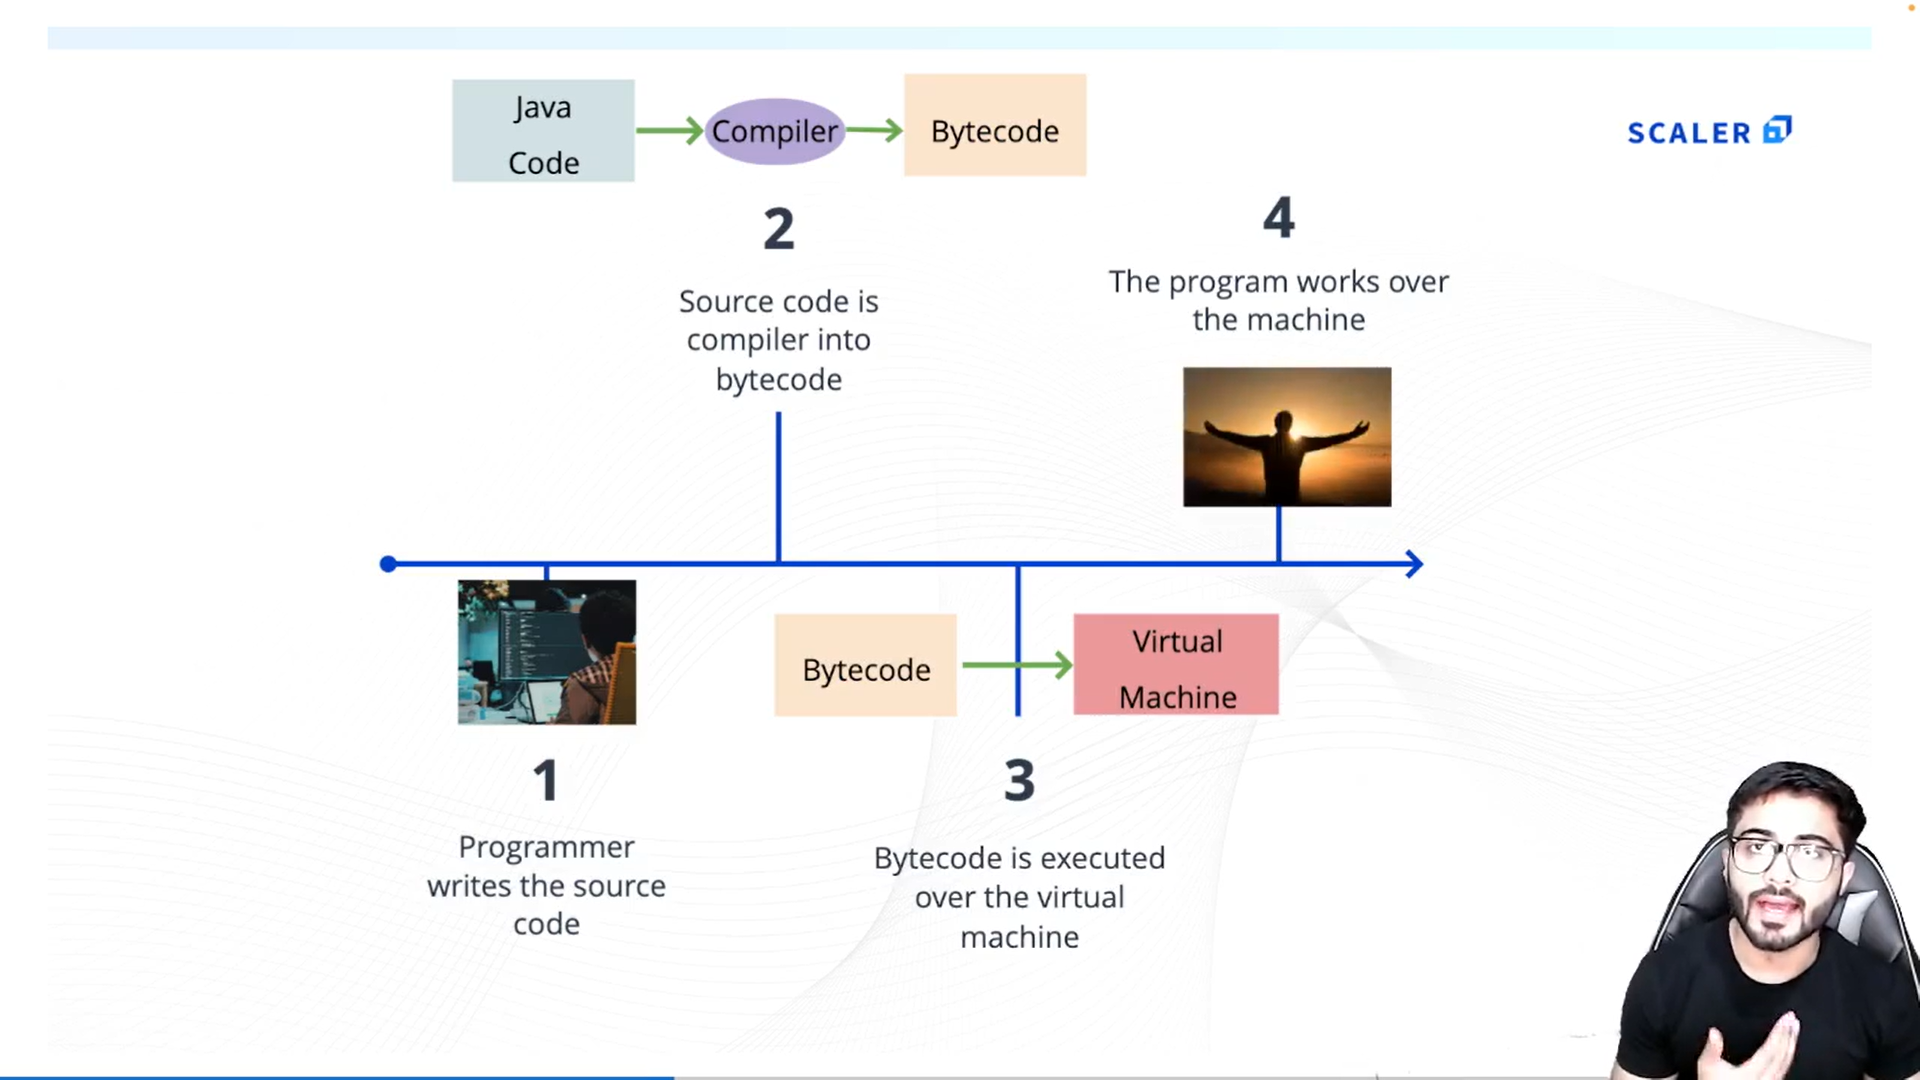 Java
Code
Compiler
Bytecode
SCALER
2
Source code is
compiler into
bytecode
4
The program works over
the machine
1
Programmer
writes the source
code
Bytecode
Virtual
Machine
3
Bytecode is executed
over the virtual
machine